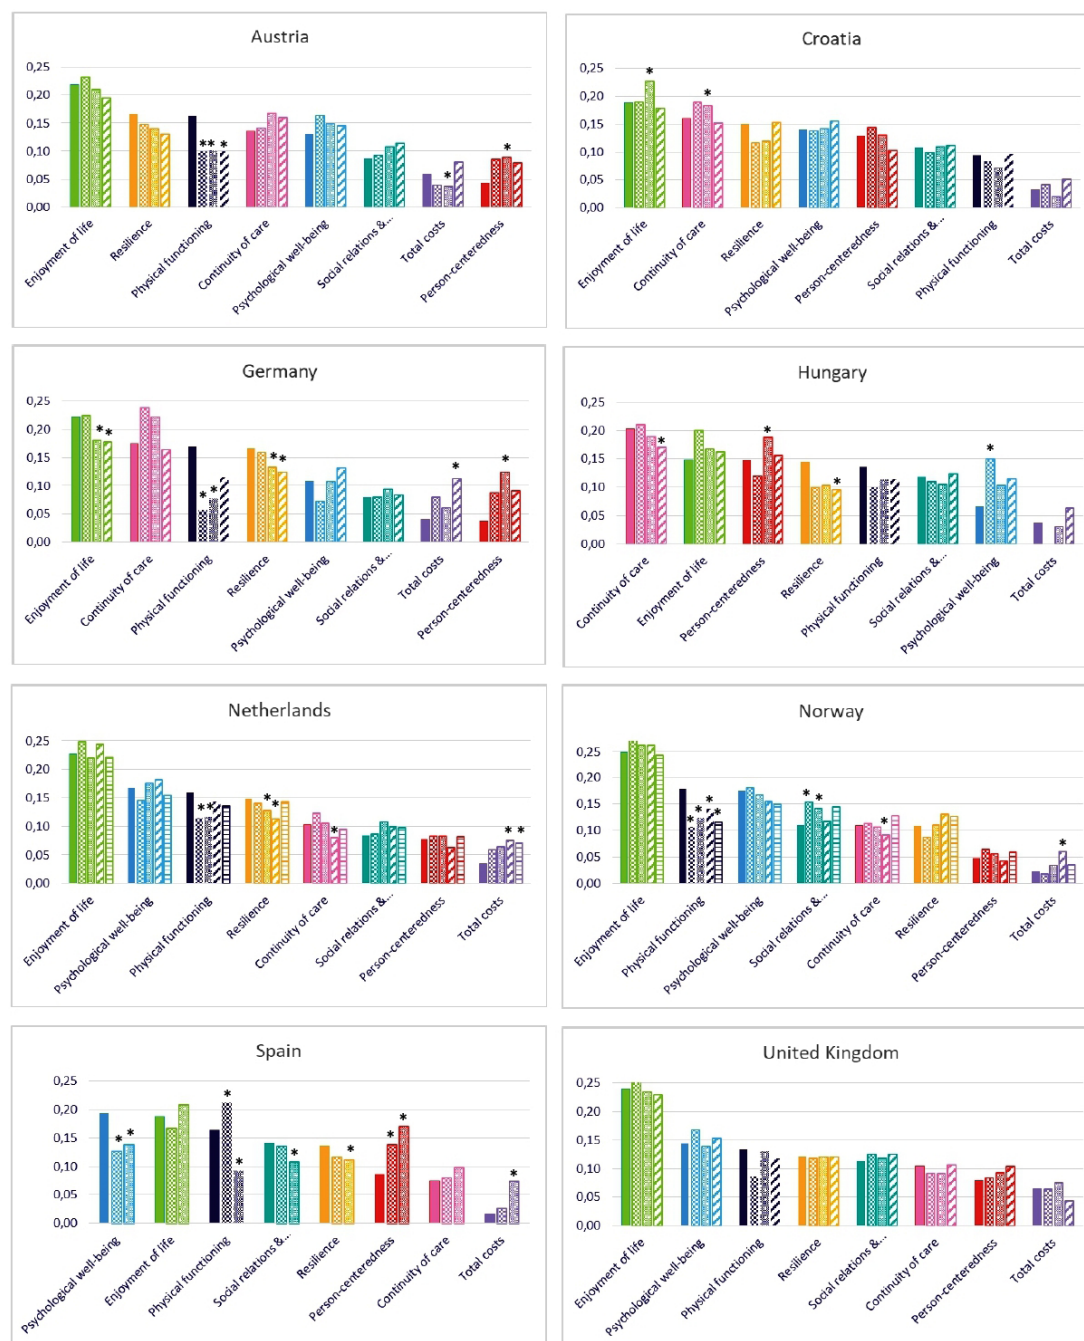 Austria
0,25
0,20
0,15
0,10
0,05
0,00
** * * *
Enjoyment of life
Resilience
Physical functioning
Continuity of care
Psychological well-being
Social relations &...
Total costs
Person-centeredness
Croatia
0,25
0,20
0,15
0,10
0,05
0,00
* *
Enjoyment of life
Continuity of care
Resilience
Psychological well-being
Person-centeredness
Social relations &...
Physical functioning
Total costs
Germany
0,25
0,20
0,15
0,10
0,05
0,00
* * * * * * * *
Enjoyment of life
Continuity of care
Physical functioning
Resilience
Psychological well-being
Social relations &...
Total costs
Person-centeredness
Hungary
0,25
0,20
0,15
0,10
0,05
0,00
* * * *
Continuity of care
Enjoyment of life
Person-centeredness
Resilience
Physical functioning
Social relations &...
Psychological well-being
Total costs
Netherlands
0,25
0,20
0,15
0,10
0,05
0,00
* * * * * * *
Enjoyment of life
Psychological well-being
Physical functioning
Resilience
Continuity of care
Social relations &...
Person-centeredness
Total costs
Norway
0,25
0,20
0,15
0,10
0,05
0,00
* * * * * * * *
Enjoyment of life
Physical functioning
Psychological well-being
Social relations &...
Continuity of care
Resilience
Person-centeredness
Total costs
Spain
0,25
0,20
0,15
0,10
0,05
0,00
* * * * * * * * *
Psychological well-being
Enjoyment of life
Physical functioning
Social relations &...
Resilience
Person-centeredness
Continuity of care
Total costs
United Kingdom
0,25
0,20
0,15
0,10
0,05
0,00
Enjoyment of life
Psychological well-being
Physical functioning
Resilience
Social relations &...
Continuity of care
Person-centeredness
Total costs